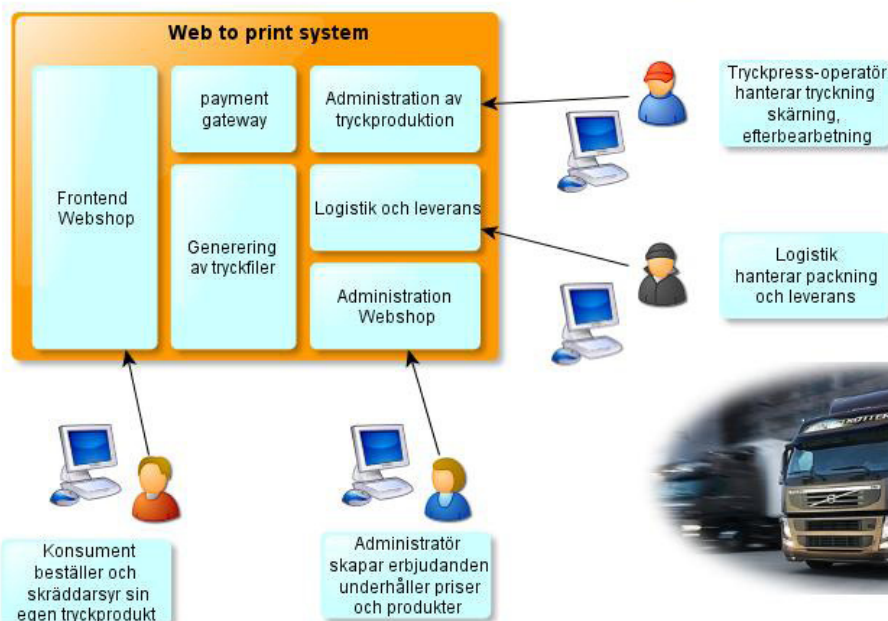 Web to print system
Frontend
Webshop
payment
gateway
Generering
av tryckfiler
Administration av
tryckproduktion
Logistik och leverans
Administration
Webshop
Tryckpress-operatör
hanterar tryckning
skärning,
efterbearbetning
Logistik
hanterar packning
och leverans
Konsument
beställer och
skräddarsyr sin
egen tryckprodukt
Administratör
skapar erbjudanden
underhåller priser
och produkter